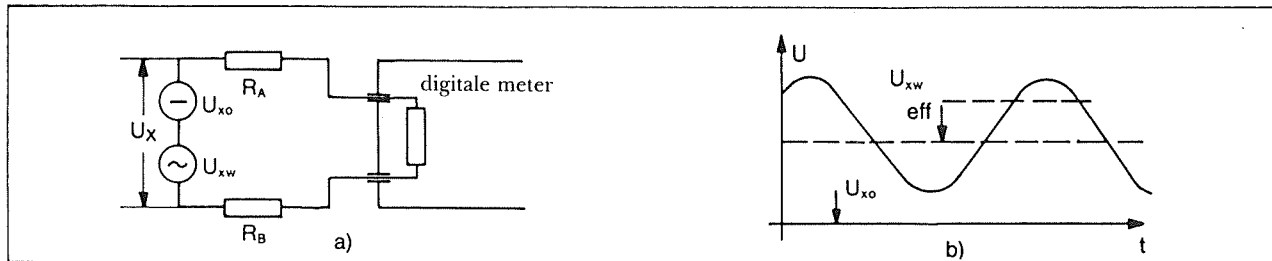 R_A
digitale meter
U_xo
U_X
U_xw
R_B
a)
U
U_xw
eff
U_xo
t
b)